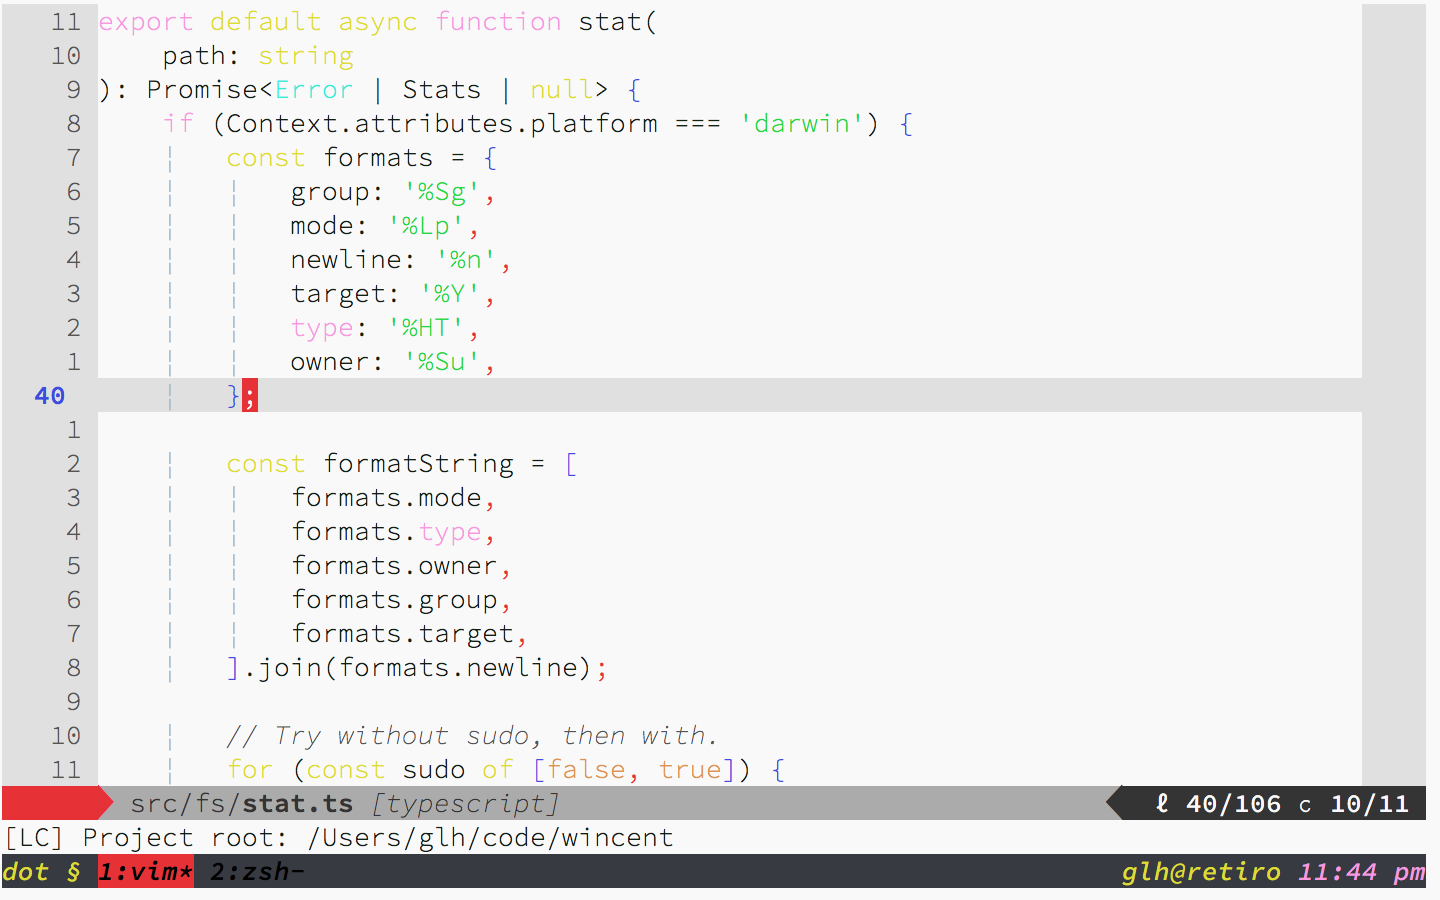 11 export default async function stat(
10     path: string
9 ): Promise<Error | Stats | null> {
8     if (Context.attributes.platform === 'darwin') {
7         const formats = {
6             group: '%Sg',
5             mode: '%Lp',
4             newline: '%n',
3             target: '%Y',
2             type: '%HT',
1             owner: '%Su',
40         };
1
2         const formatString = [
3             formats.mode,
4             formats.type,
5             formats.owner,
6             formats.group,
7             formats.target,
8         ].join(formats.newline);
9
10         // Try without sudo, then with.
11         for (const sudo of [false, true]) {
src/fs/stat.ts [typescript] ℓ 40/106 c 10/11
[LC] Project root: /Users/glh/code/wincent
dot § 1:vim* 2:zsh- glh@retiro 11:44 pm